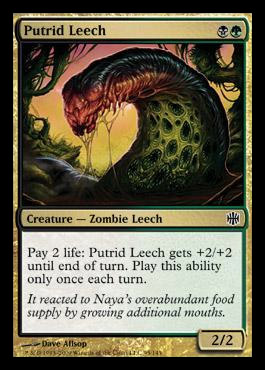 Putrid Leech
Creature — Zombie Leech
Pay 2 life: Putrid Leech gets +2/+2
until end of turn. Play this ability
only once each turn.
It reacted to Naya's overabundant food
supply by growing additional mouths.
Dave Allsop
2/2